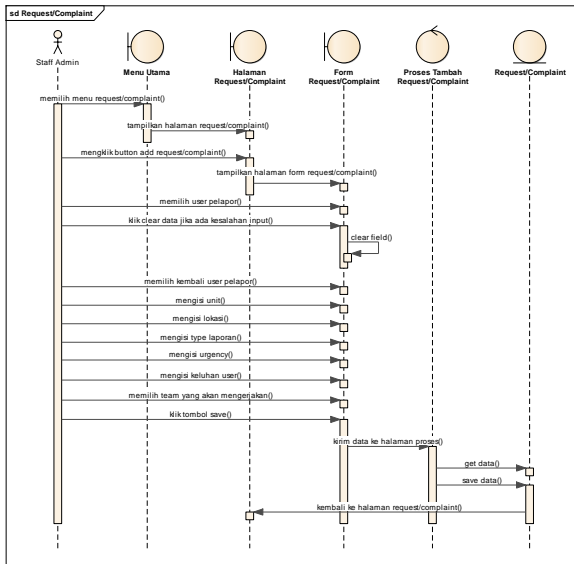 sd Request/Complaint
Staff Admin
Menu Utama
Halaman
Request/Complaint
Form
Request/Complaint
Proses Tambah
Request/Complaint
Request/Complaint
memilih menu request/complaint()
tampilkan halaman request/complaint()
mengklik button add request/complaint()
tampilkan halaman form request/complaint()
memilih user pelapor()
klik clear data jika ada kesalahan input()
clear field()
memilih kembali user pelapor()
mengisi unit()
mengisi lokasi()
mengisi type laporan()
mengisi urgency()
mengisi keluhan user()
memilih team yang akan mengerjakan()
klik tombol save()
kirim data ke halaman proses()
get data()
save data()
kembali ke halaman request/complaint()